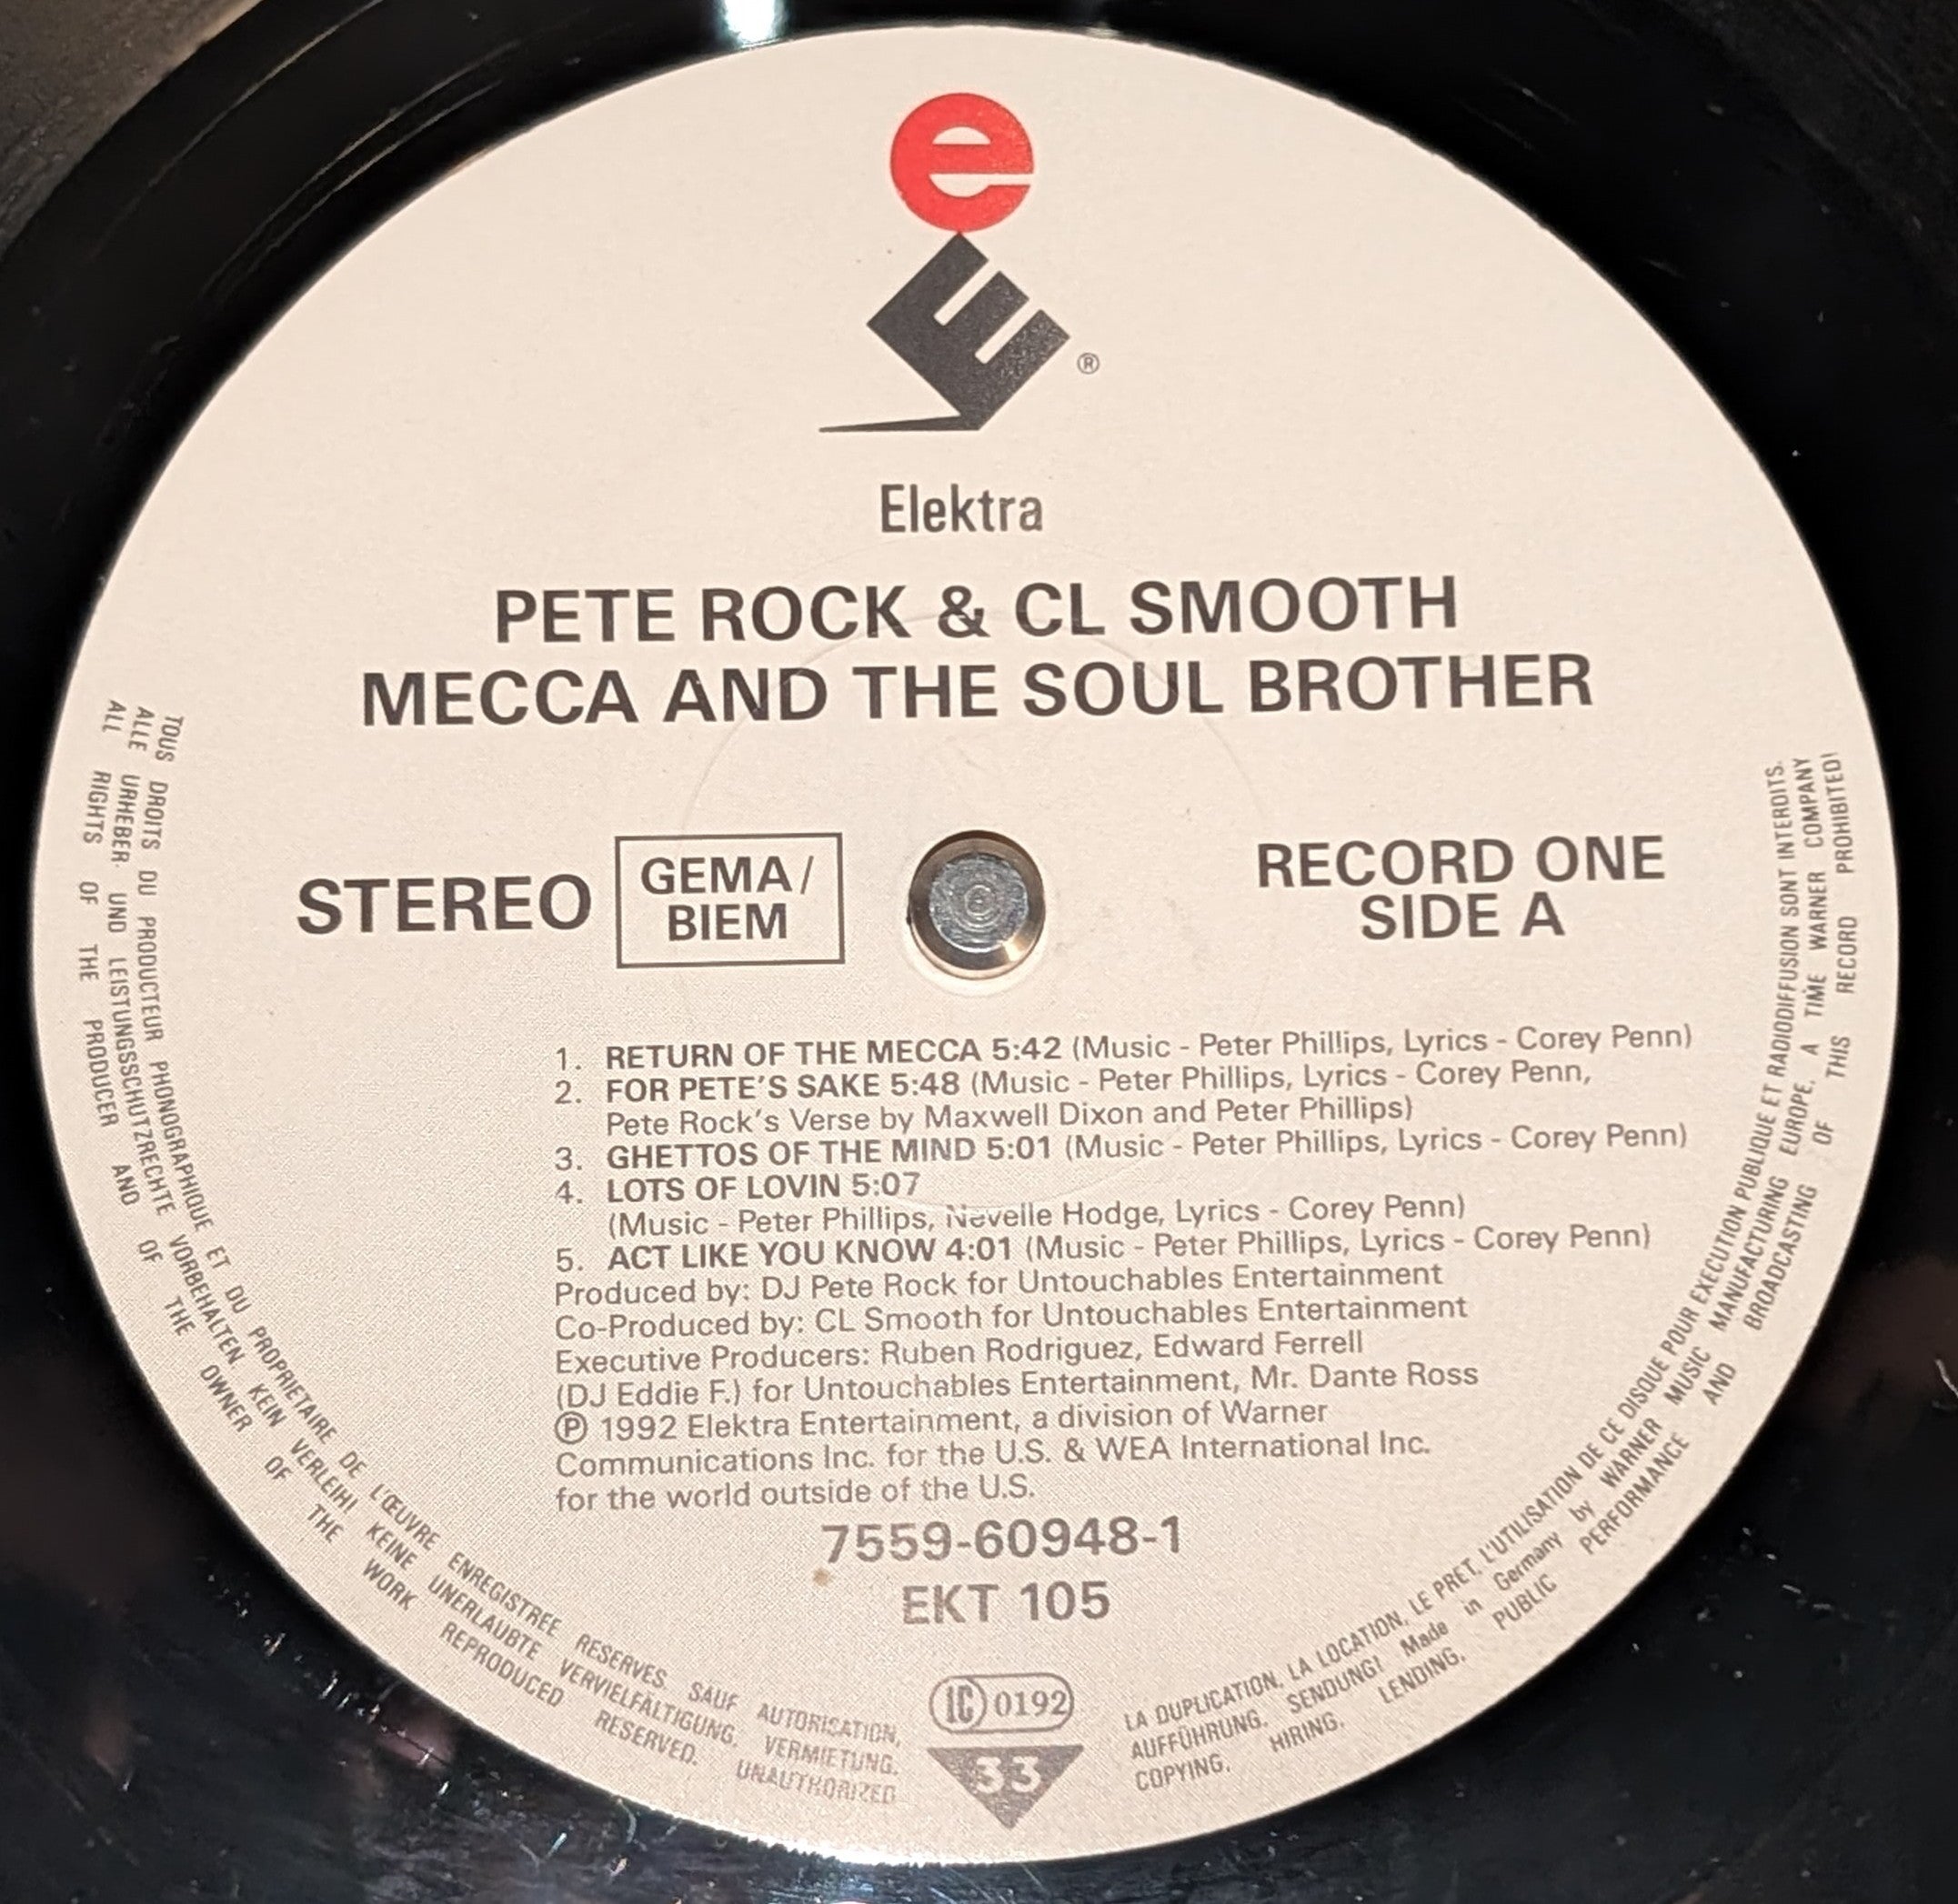 e
E
®
Elektra
PETE ROCK & CL SMOOTH
MECCA AND THE SOUL BROTHER
STEREO
GEMA/
BIEM
RECORD ONE
SIDE A
1. RETURN OF THE MECCA 5:42 (Music - Peter Phillips, Lyrics - Corey Penn)
2. FOR PETE'S SAKE 5:48 (Music - Peter Phillips, Lyrics - Corey Penn,
Pete Rock's Verse by Maxwell Dixon and Peter Phillips)
3. GHETTOS OF THE MIND 5:01 (Music - Peter Phillips, Lyrics - Corey Penn)
4. LOTS OF LOVIN 5:07
(Music - Peter Phillips, Nevelle Hodge, Lyrics - Corey Penn)
5. ACT LIKE YOU KNOW 4:01 (Music - Peter Phillips, Lyrics - Corey Penn)
Produced by: DJ Pete Rock for Untouchables Entertainment
Co-Produced by: CL Smooth for Untouchables Entertainment
Executive Producers: Ruben Rodriguez, Edward Ferrell
(DJ Eddie F.) for Untouchables Entertainment, Mr. Dante Ross
℗ 1992 Elektra Entertainment, a division of Warner
Communications Inc. for the U.S. & WEA International Inc.
for the world outside of the U.S.
7559-60948-1
EKT 105
LC 0192
33
TOUS DROITS DU PRODUCTEUR PHONOGRAPHIQUE ET DU PROPRIETAIRE DE L'ŒUVRE ENREGISTREE RESERVES SAUF AUTORISATION, LA DUPLICATION, LA LOCATION, LE PRET, L'UTILISATION DE CE DISQUE POUR EXECUTION PUBLIQUE ET RADIODIFFUSION SONT INTERDITS.
ALLE URHEBER- UND LEISTUNGSSCHUTZRECHTE VORBEHALTEN. KEIN VERLEIH! KEINE UNERLAUBTE VERVIELFÄLTIGUNG, VERMIETUNG, AUFFÜHRUNG, SENDUNG! Made in Germany by WARNER MUSIC MANUFACTURING EUROPE. A TIME WARNER COMPANY
ALL RIGHTS OF THE PRODUCER AND OF THE OWNER OF THE WORK REPRODUCED RESERVED. UNAUTHORIZED COPYING, HIRING, LENDING, PUBLIC PERFORMANCE AND BROADCASTING OF THIS RECORD PROHIBITED!